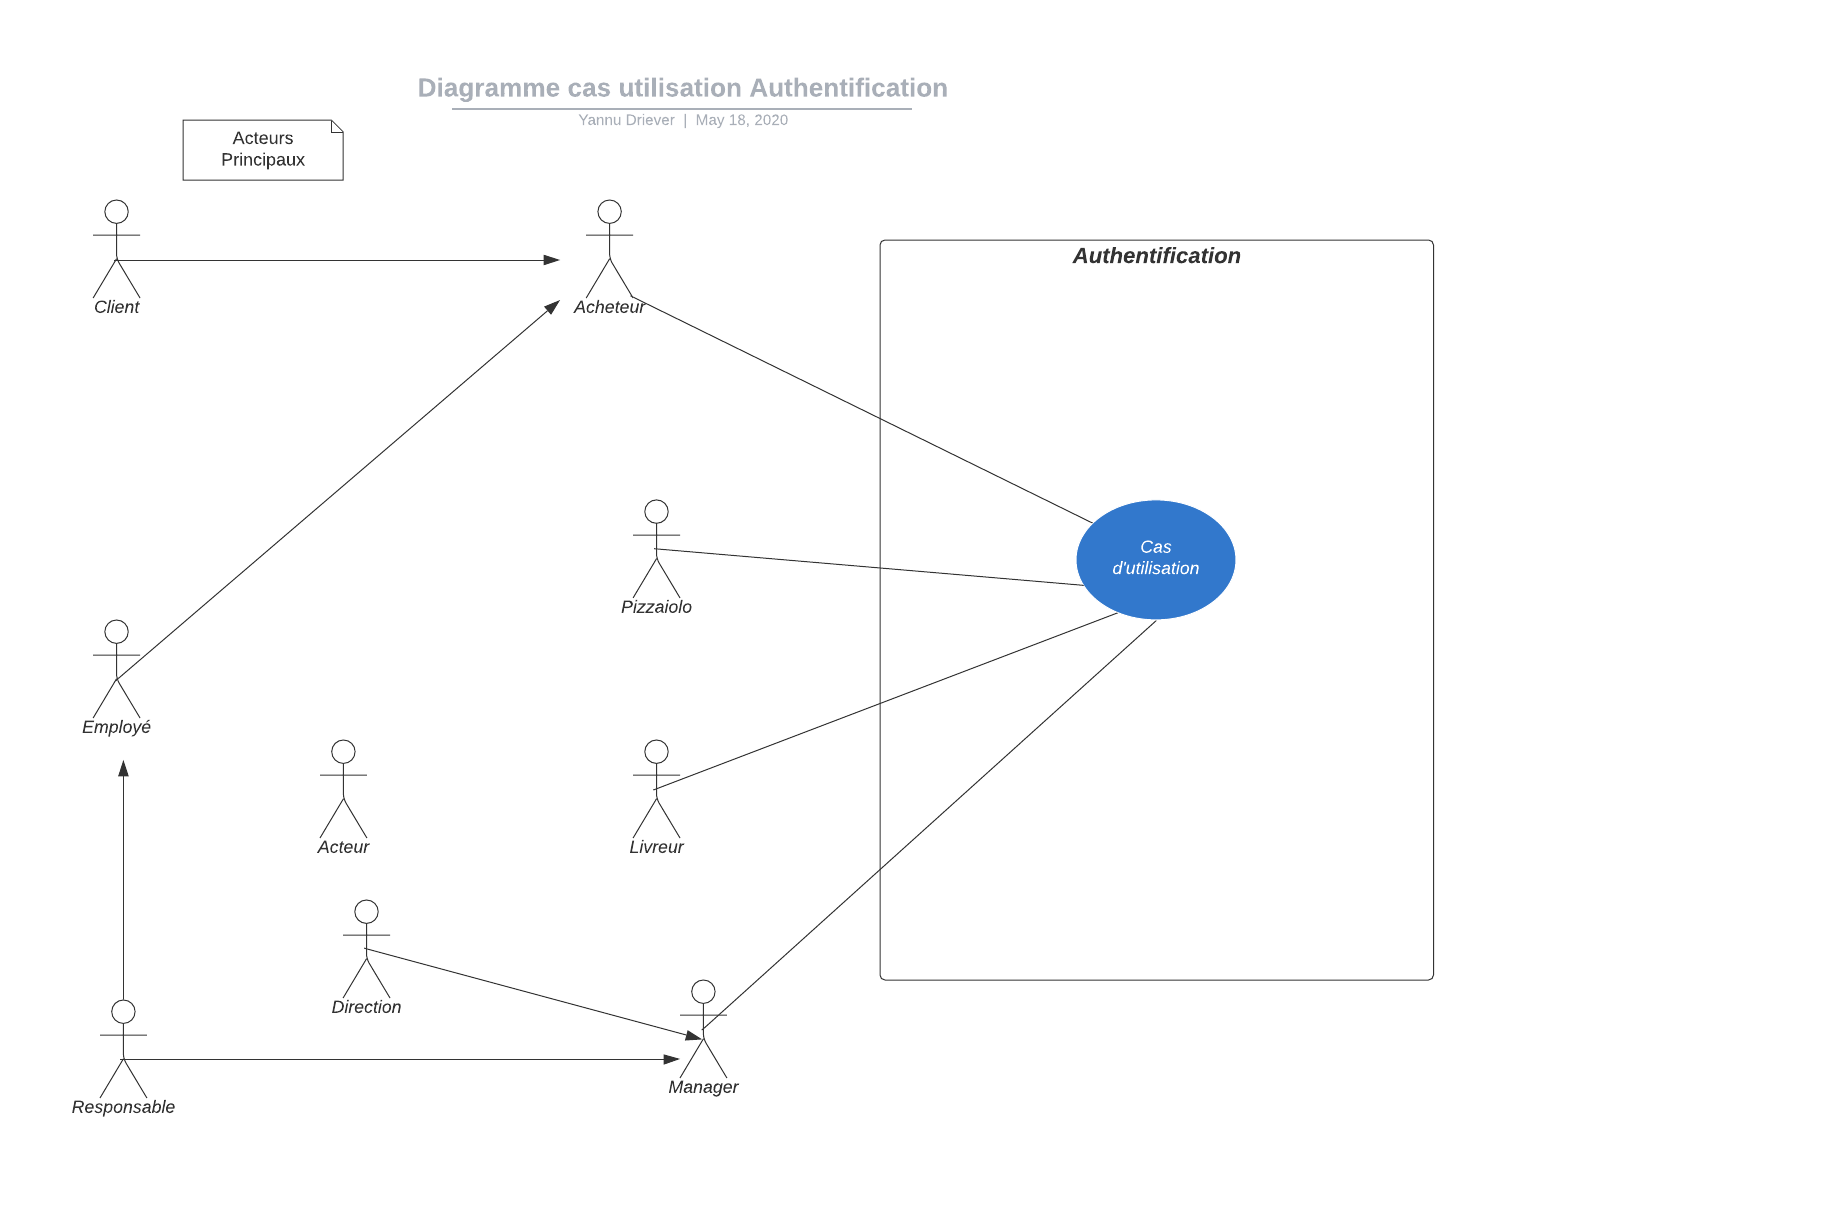 Diagramme cas utilisation Authentification
Yannu Driever | May 18, 2020
Acteurs
Principaux
Client
Acheteur
Authentification
Cas
d'utilisation
Pizzaiolo
Employé
Acteur
Livreur
Direction
Manager
Responsable